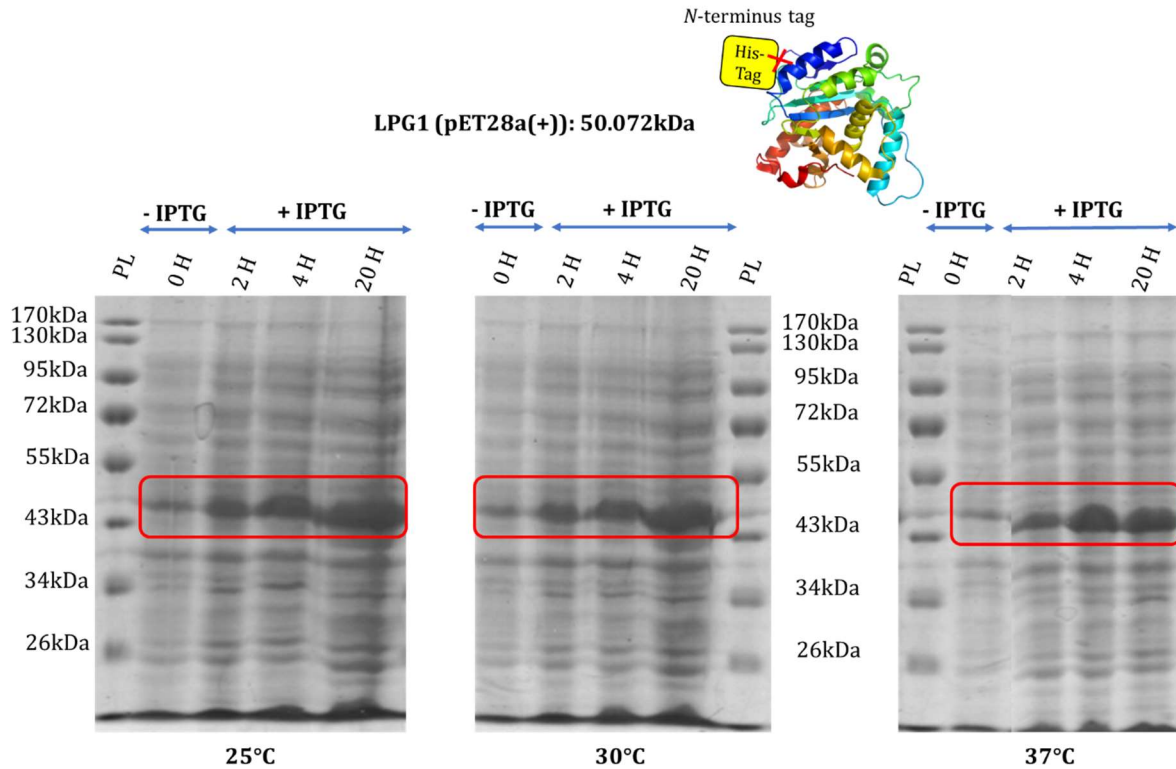 N-terminus tag
His-
Tag
LPG1 (pET28a(+)): 50.072kDa
- IPTG
+ IPTG
PL
0 H
2 H
4 H
20 H
170kDa
130kDa
95kDa
72kDa
55kDa
43kDa
34kDa
26kDa
25°C
- IPTG
+ IPTG
0 H
2 H
4 H
20 H
PL
170kDa
130kDa
95kDa
72kDa
55kDa
43kDa
34kDa
26kDa
30°C
- IPTG
+ IPTG
PL
0 H
2 H
4 H
20 H
37°C